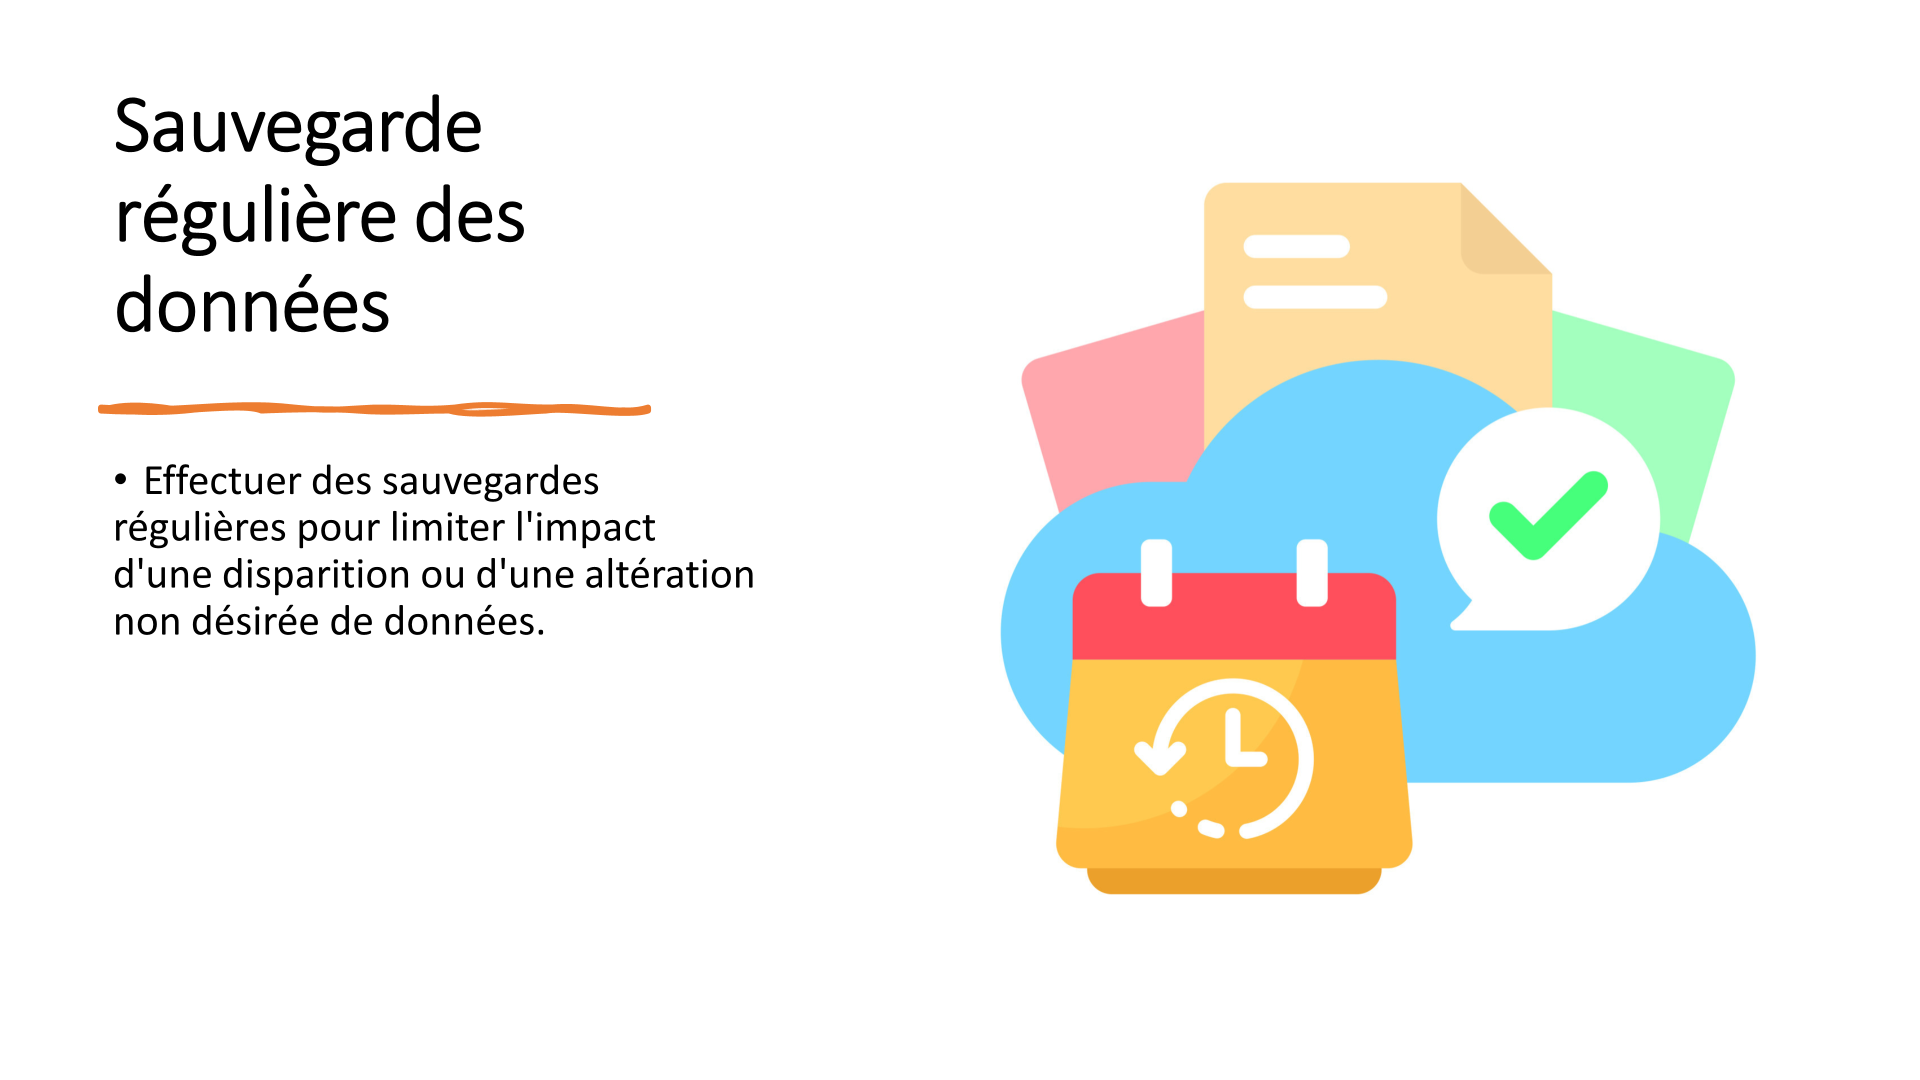 Sauvegarde
régulière des
données
• Effectuer des sauvegardes
régulières pour limiter l'impact
d'une disparition ou d'une altération
non désirée de données.